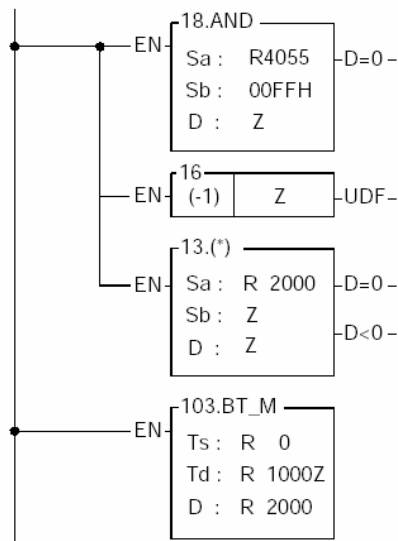 18.AND
EN Sa : R4055 D=0
Sb : 00FFH
D : Z
16
EN (-1) Z UDF
13.(*)
EN Sa : R 2000 D=0
Sb : Z
D<0
D : Z
103.BT_M
EN Ts : R 0
Td : R 1000Z
D : R 2000